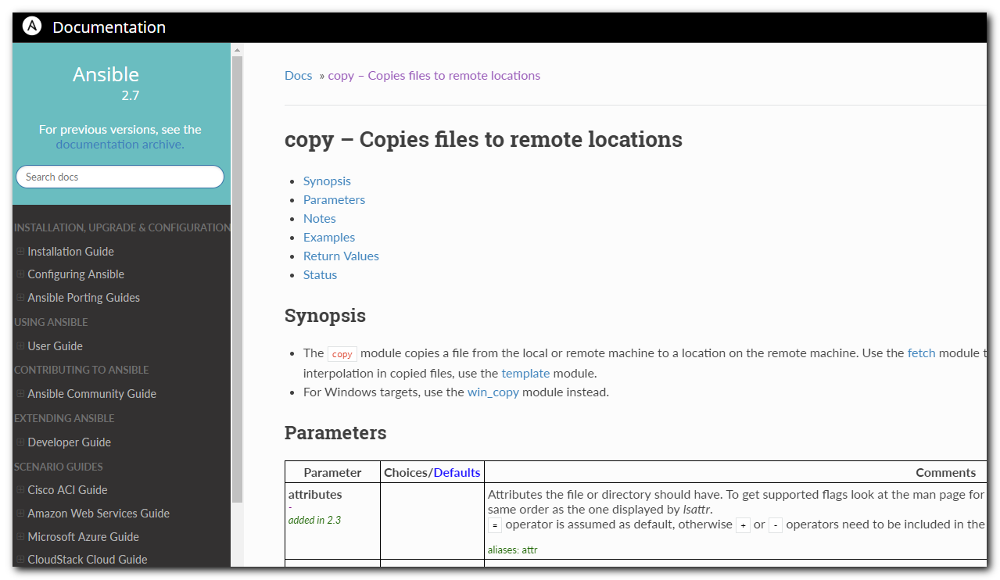 Documentation
Ansible
2.7
For previous versions, see the
documentation archive.
Search docs
INSTALLATION, UPGRADE & CONFIGURATION
Installation Guide
Configuring Ansible
Ansible Porting Guides
USING ANSIBLE
User Guide
CONTRIBUTING TO ANSIBLE
Ansible Community Guide
EXTENDING ANSIBLE
Developer Guide
SCENARIO GUIDES
Cisco ACI Guide
Amazon Web Services Guide
Microsoft Azure Guide
CloudStack Cloud Guide
Docs » copy – Copies files to remote locations
copy – Copies files to remote locations
• Synopsis
• Parameters
• Notes
• Examples
• Return Values
• Status
Synopsis
• The copy module copies a file from the local or remote machine to a location on the remote machine. Use the fetch module
interpolation in copied files, use the template module.
• For Windows targets, use the win_copy module instead.
Parameters
Parameter Choices/Defaults Comments
attributes Attributes the file or directory should have. To get supported flags look at the man page for
- same order as the one displayed by lsattr.
added in 2.3 = operator is assumed as default, otherwise + or - operators need to be included in the
aliases: attr